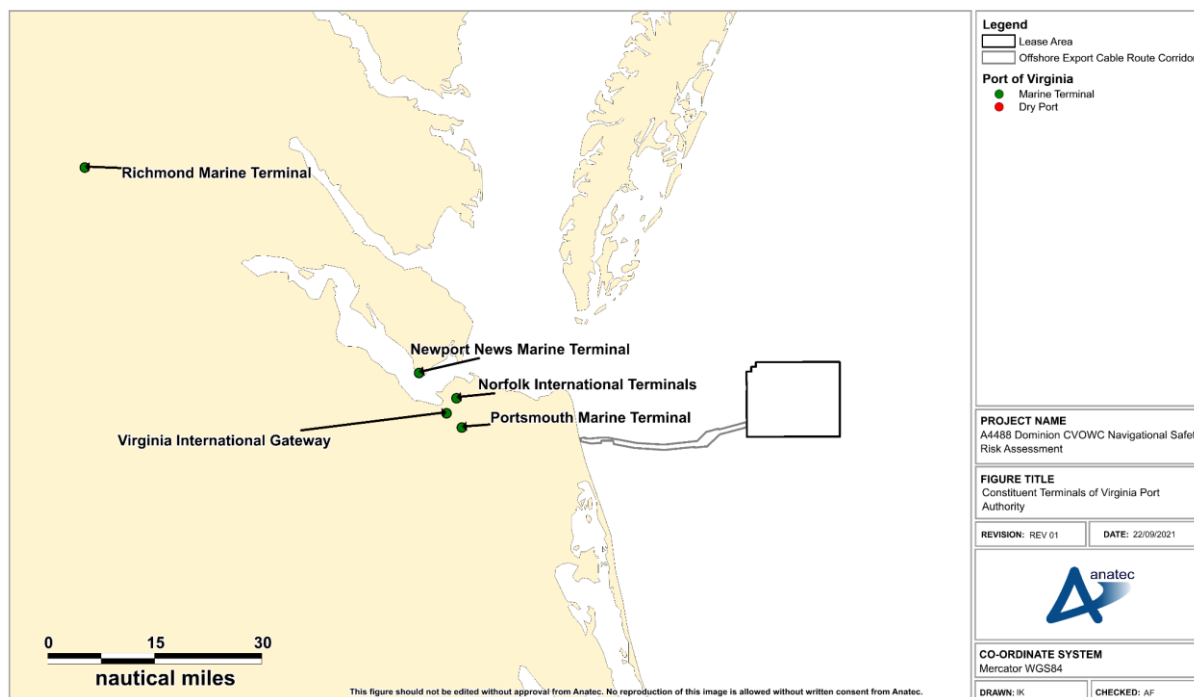 Richmond Marine Terminal
Newport News Marine Terminal
Norfolk International Terminals
Portsmouth Marine Terminal
Virginia International Gateway
0 15 30
nautical miles
This figure should not be edited without approval from Anatec. No reproduction of this image is allowed without written consent from Anatec.
Legend
Lease Area
Offshore Export Cable Route Corridor
Port of Virginia
Marine Terminal
Dry Port
PROJECT NAME
A4488 Dominion CVOWC Navigational Safet
Risk Assessment
FIGURE TITLE
Constituent Terminals of Virginia Port
Authority
REVISION: REV 01
DATE: 22/09/2021
anatec
CO-ORDINATE SYSTEM
Mercator WGS84
DRAWN: IK
CHECKED: AF